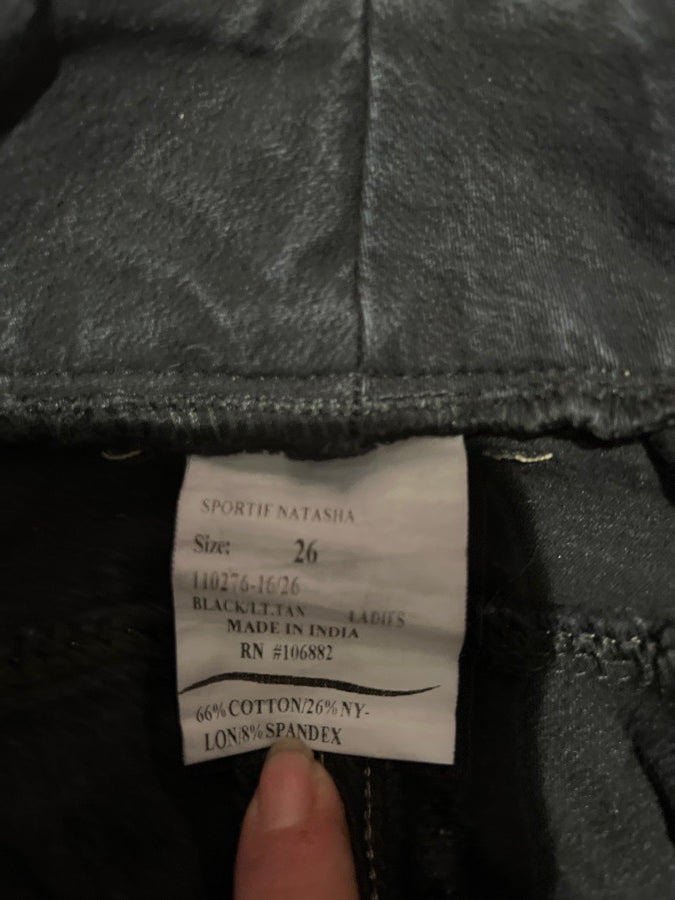 SPORTIF NATASHA
Size: 26
110276-16/26
BLACK/LT.TAN LADIES
MADE IN INDIA
RN #106882
66%COTTON/26%NY-
LON/8%SPANDEX